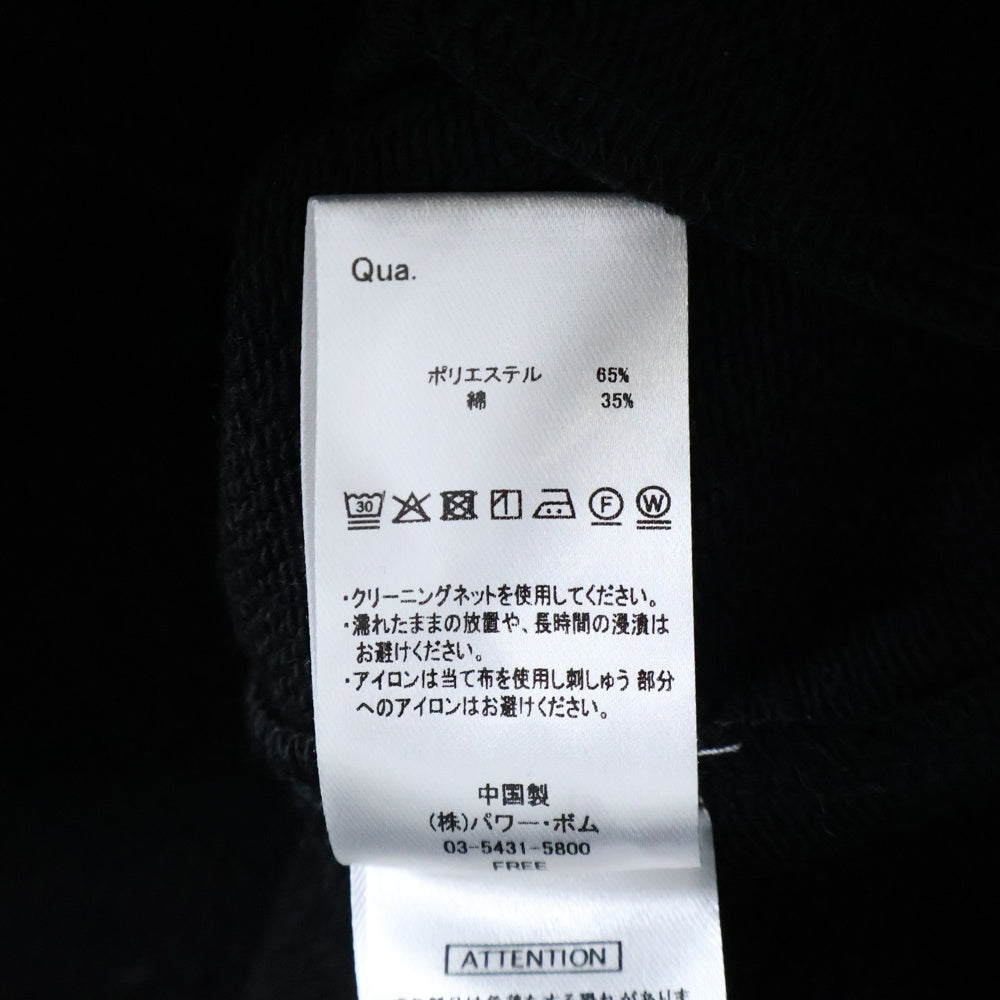 Qua.
ポリエステル 65%
綿 35%
30 F W
・クリーニングネットを使用してください。
・濡れたままの放置や、長時間の浸漬は
お避けください。
・アイロンは当て布を使用し刺しゅう 部分
へのアイロンはお避けください。
中国製
(株)パワー・ボム
03-5431-5800
FREE
ATTENTION